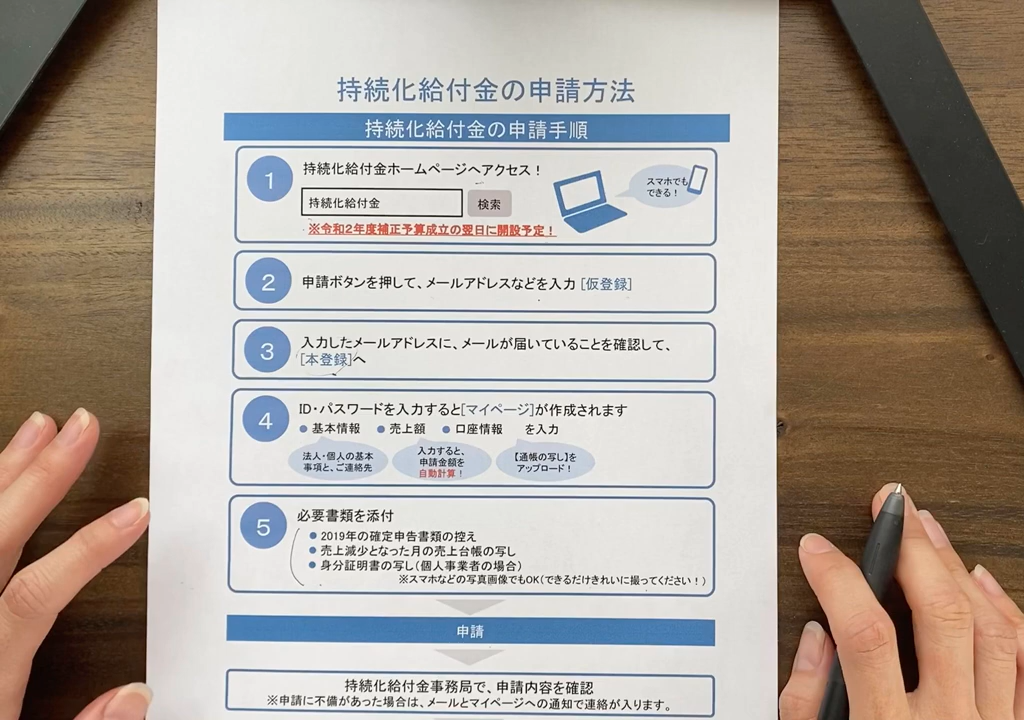 持続化給付金の申請方法
持続化給付金の申請手順
1
持続化給付金ホームページへアクセス！
持続化給付金
検索
スマホでも
できる！
※令和2年度補正予算成立の翌日に開設予定！
2
申請ボタンを押して、メールアドレスなどを入力 [仮登録]
3
入力したメールアドレスに、メールが届いていることを確認して、
[本登録]へ
4
ID・パスワードを入力すると[マイページ]が作成されます
● 基本情報 ● 売上額 ● 口座情報 を入力
法人・個人の基本
事項と、ご連絡先
入力すると、
申請金額を
自動計算！
【通帳の写し】を
アップロード！
5
必要書類を添付
● 2019年の確定申告書類の控え
● 売上減少となった月の売上台帳の写し
● 身分証明書の写し（個人事業者の場合）
※スマホなどの写真画像でもOK（できるだけきれいに撮ってください！）
申請
持続化給付金事務局で、申請内容を確認
※申請に不備があった場合は、メールとマイページへの通知で連絡が入ります。